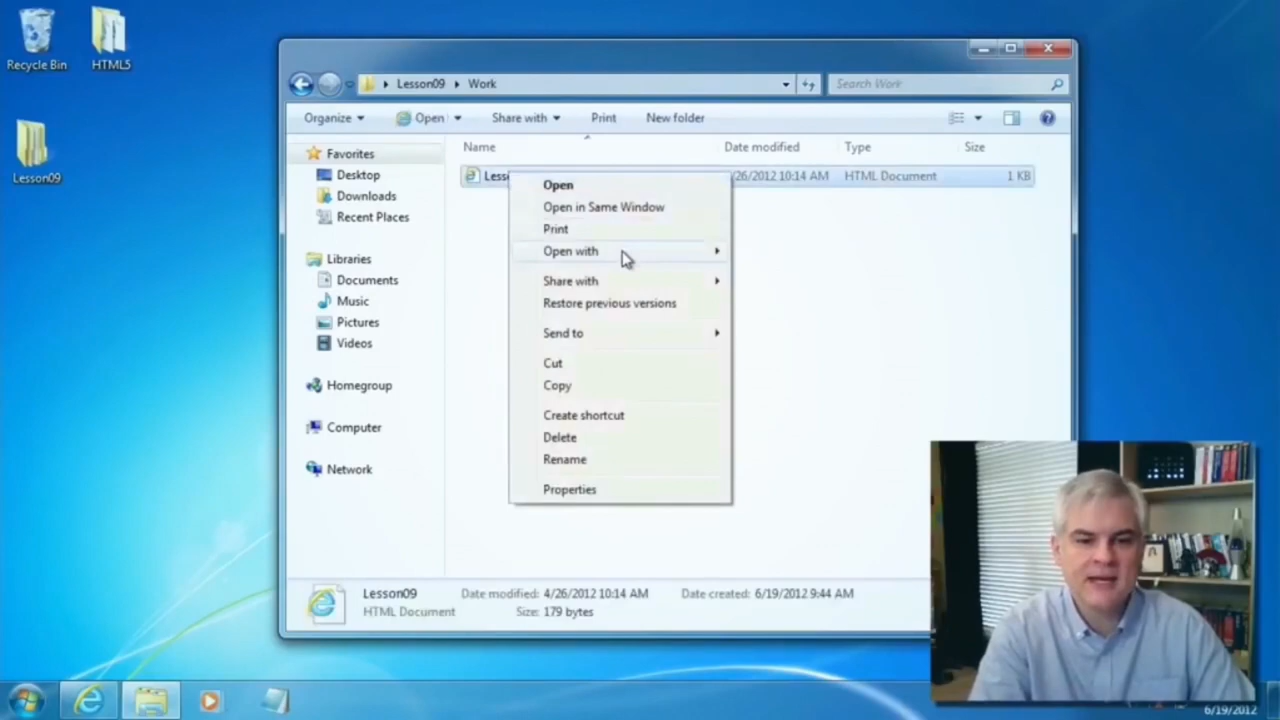 Recycle Bin
HTML5
Lesson09
Lesson09
Work
Search Work
Organize
Open
Share with
Print
New folder
Name
Date modified
Type
Size
/26/2012 10:14 AM
HTML Document
1 KB
Favorites
Desktop
Downloads
Recent Places
Libraries
Documents
Music
Pictures
Videos
Homegroup
Computer
Network
Open
Open in Same Window
Print
Open with
Share with
Restore previous versions
Send to
Cut
Copy
Create shortcut
Delete
Rename
Properties
Lesson09
Date modified: 4/26/2012 10:14 AM
Date created: 6/19/2012 9:44 AM
HTML Document
Size: 179 bytes
6/19/2012